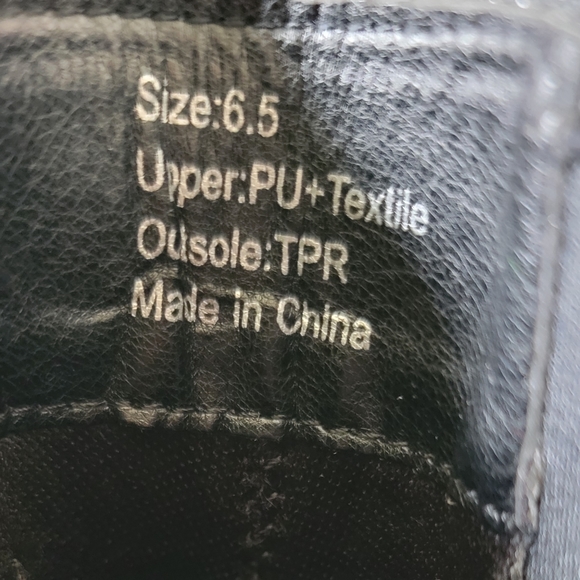 Size:6.5
Upper:PU+Textile
Outsole:TPR
Made in China